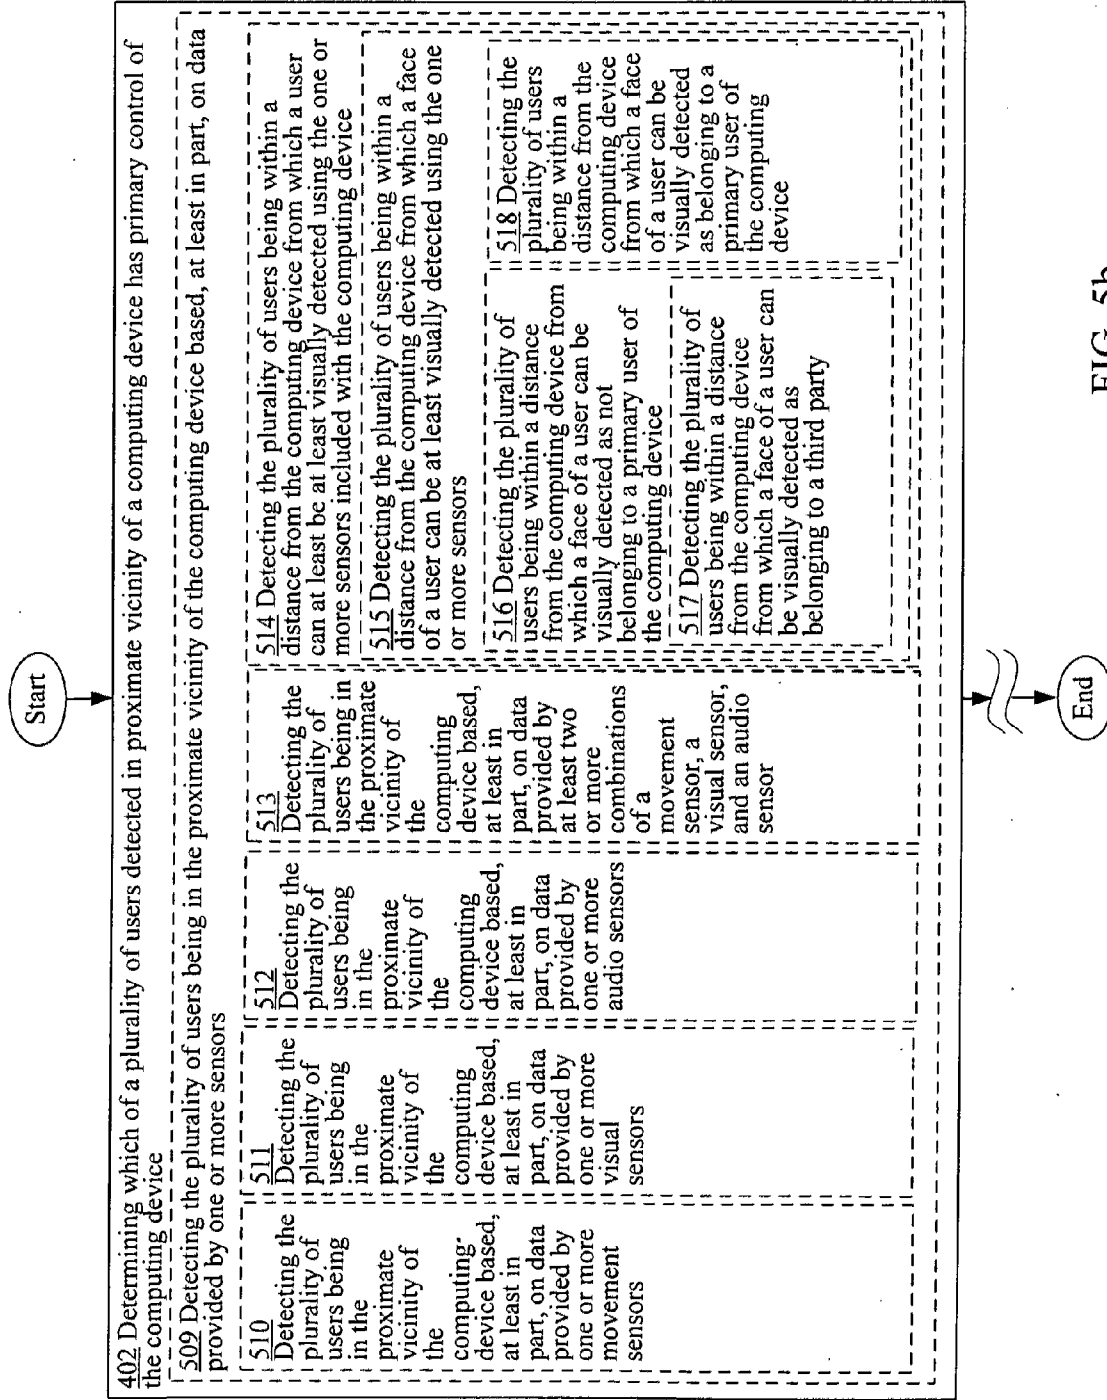 Start
402 Determining which of a plurality of users detected in proximate vicinity of a computing device has primary control of
the computing device
509 Detecting the plurality of users being in the proximate vicinity of the computing device based, at least in part, on data
provided by one or more sensors
510
Detecting the
plurality of
users being
in the
proximate
vicinity of
the
computing
device based,
at least in
part, on data
provided by
one or more
movement
sensors
511
Detecting the
plurality of
users being
in the
proximate
vicinity of
the
computing
device based,
at least in
part, on data
provided by
one or more
visual
sensors
512
Detecting the
plurality of
users being
in the
proximate
vicinity of
the
computing
device based,
at least in
part, on data
provided by
one or more
audio sensors
513
Detecting the
plurality of
users being in
the proximate
vicinity of
the
computing
device based,
at least in
part, on data
provided by
at least two
or more
combinations
of a
movement
sensor, a
visual sensor,
and an audio
sensor
514 Detecting the plurality of users being within a
distance from the computing device from which a user
can at least be at least visually detected using the one or
more sensors included with the computing device
515 Detecting the plurality of users being within a
distance from the computing device from which a face
of a user can be at least visually detected using the one
or more sensors
516 Detecting the plurality of
users being within a distance
from the computing device from
which a face of a user can be
visually detected as not
belonging to a primary user of
the computing device
517 Detecting the plurality of
users being within a distance
from the computing device
from which a face of a user can
be visually detected as
belonging to a third party
518 Detecting the
plurality of users
being within a
distance from the
computing device
from which a face
of a user can be
visually detected
as belonging to a
primary user of
the computing
device
End
FIG. 5b